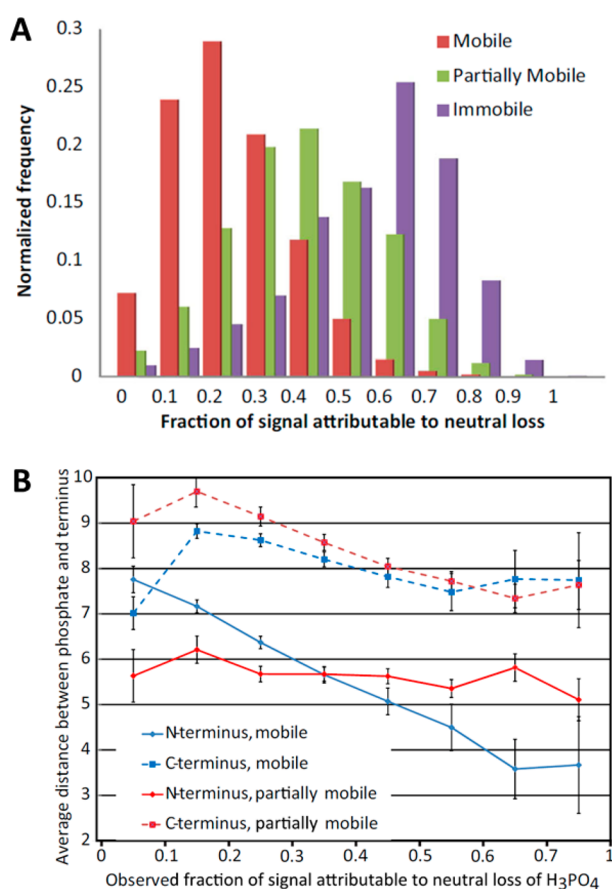 A
0.3
0.25
0.2
0.15
0.1
0.05
0
Normalized frequency
Mobile
Partially Mobile
Immobile
0 0.1 0.2 0.3 0.4 0.5 0.6 0.7 0.8 0.9 1
Fraction of signal attributable to neutral loss
B
10
9
8
7
6
5
4
3
2
Average distance between phosphate and terminus
N-terminus, mobile
C-terminus, mobile
N-terminus, partially mobile
C-terminus, partially mobile
0 0.1 0.2 0.3 0.4 0.5 0.6 0.7 1
Observed fraction of signal attributable to neutral loss of H₃PO₄